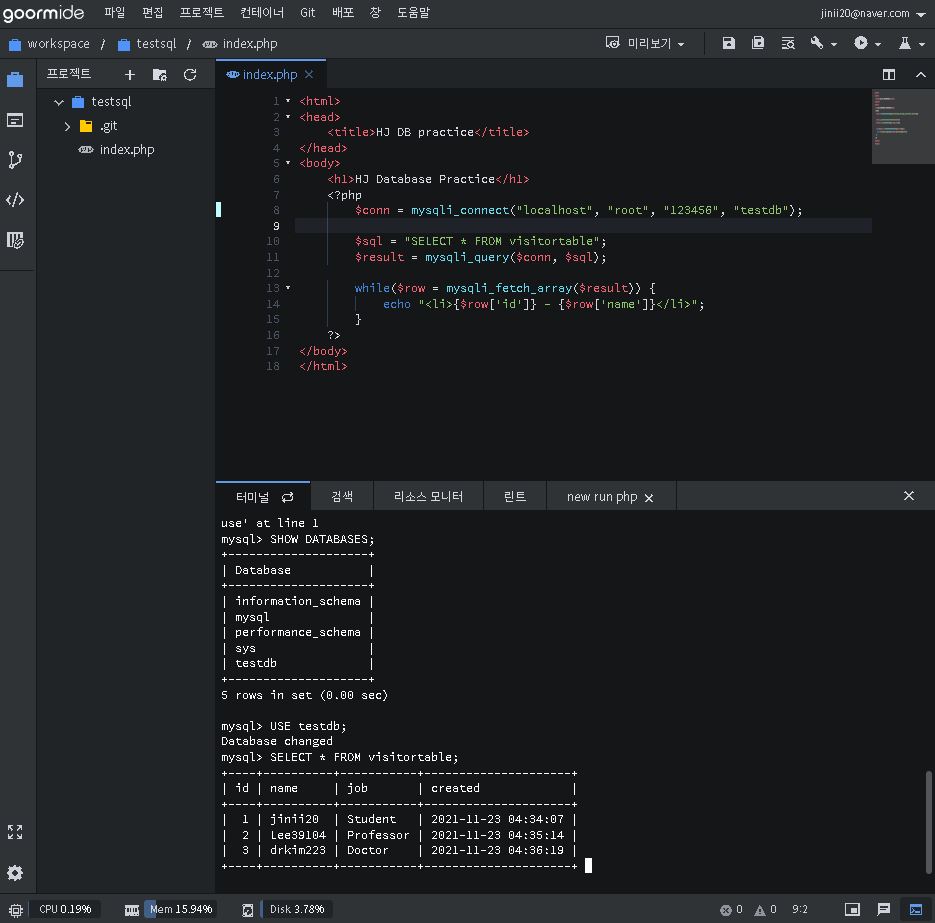 goormide 파일 편집 프로젝트 컨테이너 Git 배포 창 도움말 jinii20@naver.com
workspace / testsql / index.php 미리보기
프로젝트 index.php
testsql
.git
index.php
1 <html>
2 <head>
3 <title>HJ DB practice</title>
4 </head>
5 <body>
6 <h1>HJ Database Practice</h1>
7 <?php
8 $conn = mysqli_connect("localhost", "root", "123456", "testdb");
9
10 $sql = "SELECT * FROM visitortable";
11 $result = mysqli_query($conn, $sql);
12
13 while($row = mysqli_fetch_array($result)) {
14 echo "<li>{$row['id']} - {$row['name']}</li>";
15 }
16 ?>
17 </body>
18 </html>
터미널 검색 리소스 모니터 린트 new run php
use' at line 1
mysql> SHOW DATABASES;
+--------------------+
| Database           |
+--------------------+
| information_schema |
| mysql              |
| performance_schema |
| sys                |
| testdb             |
+--------------------+
5 rows in set (0.00 sec)
mysql> USE testdb;
Database changed
mysql> SELECT * FROM visitortable;
+----+----------+-----------+---------------------+
| id | name     | job       | created             |
+----+----------+-----------+---------------------+
|  1 | jinii20  | Student   | 2021-11-23 04:34:07 |
|  2 | Lee39104 | Professor | 2021-11-23 04:35:14 |
|  3 | drkim223 | Doctor    | 2021-11-23 04:36:19 |
+----+----------+-----------+---------------------+
CPU 0.19% Mem 15.94% Disk 3.78% 0 0 9:2